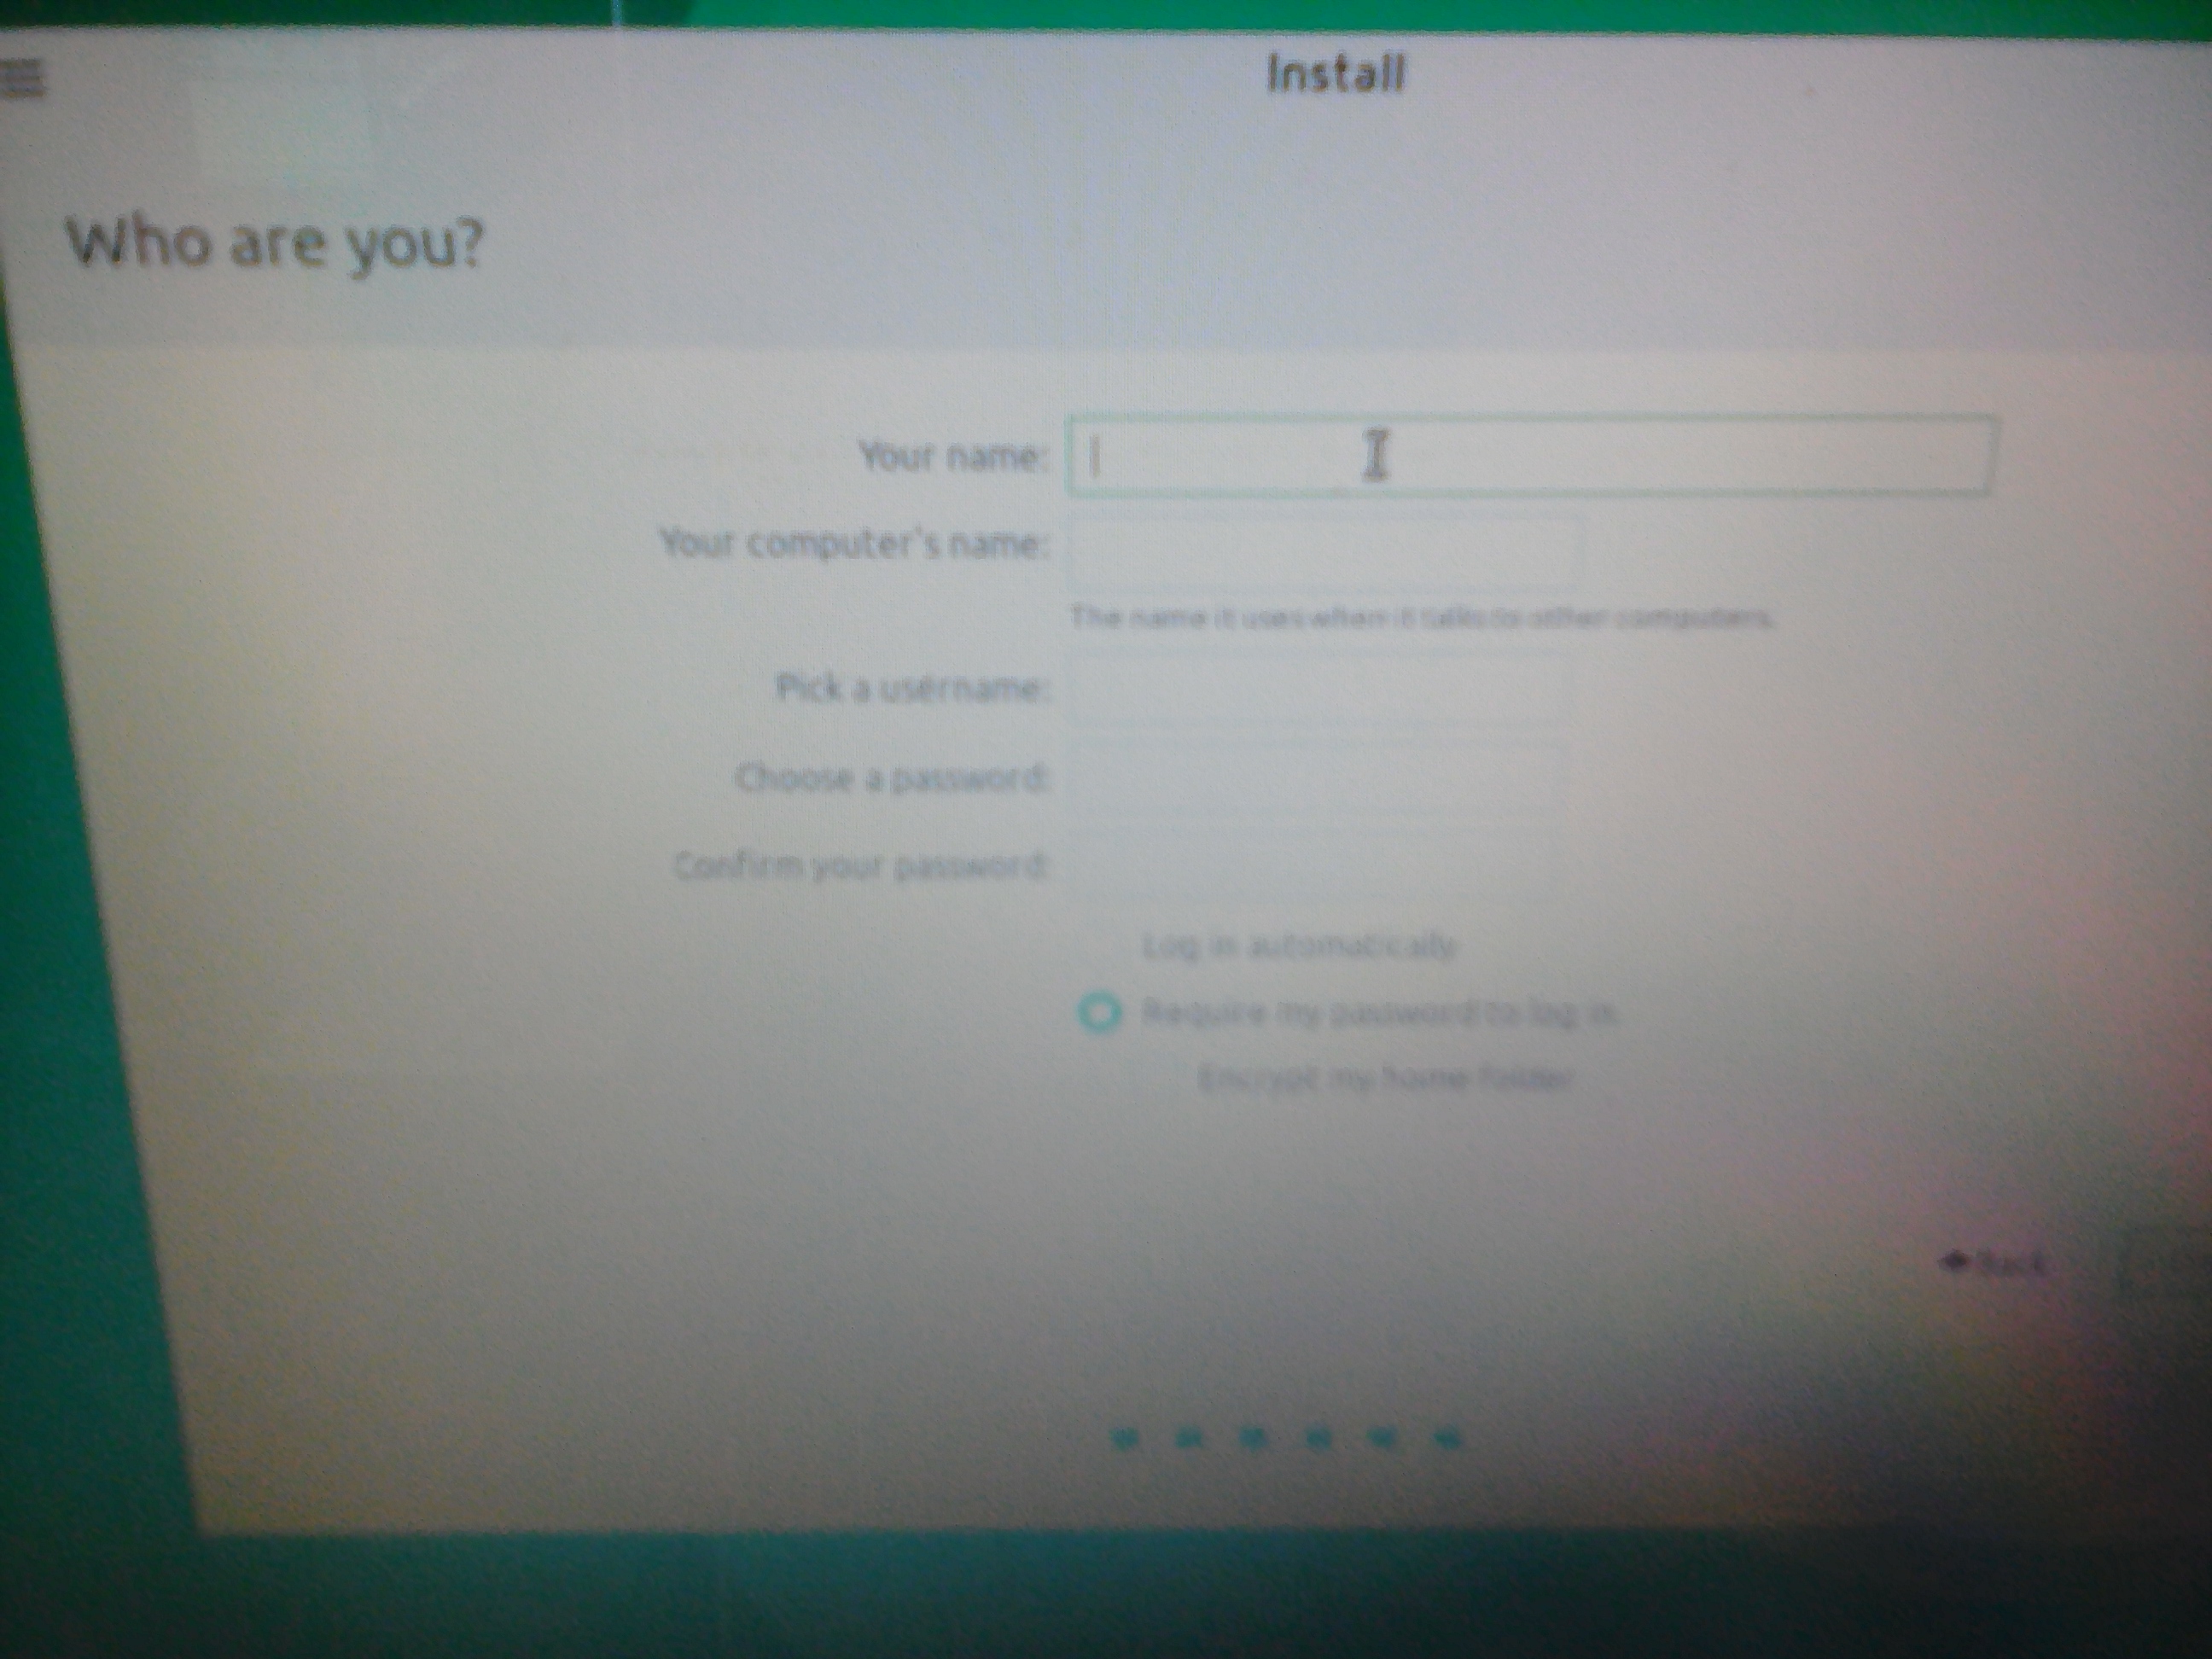 Install
Who are you?
Your name:
Your computer's name:
The name it uses when it talks to other computers.
Pick a username:
Choose a password:
Confirm your password:
Log in automatically
Require my password to log in
Encrypt my home folder
Back